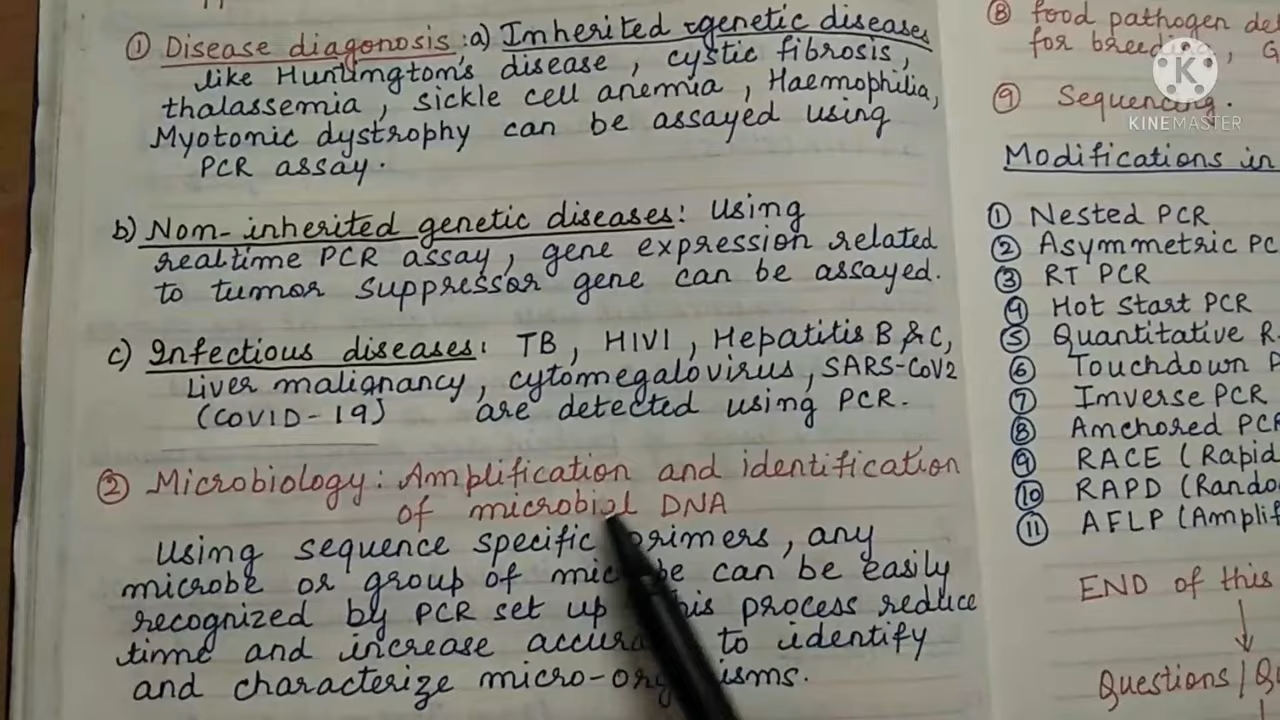 ① Disease diagonosis : a) Inherited genetic diseases
like Huntington's disease, cystic fibrosis,
thalassemia, sickle cell anemia, Haemophilia,
Myotonic dystrophy can be assayed using
PCR assay.
b) Non-inherited genetic diseases: Using
realtime PCR assay, gene expression related
to tumor suppressor gene can be assayed.
c) Infectious diseases: TB, HIV1, Hepatitis B & C,
Liver malignancy, cytomegalovirus, SARS-CoV2
(COVID-19) are detected using PCR.
② Microbiology: Amplification and identification
of microbial DNA
Using sequence specific primers, any
microbe or group of microbe can be easily
recognized by PCR set up This process reduce
time and increase to identify
and characterize micro-organisms.
⑧ food pathogen
for breeding,
⑨ Sequencing.
KINEMASTER
Modifications in
① Nested PCR
② Asymmetric PC
③ RT PCR
④ Hot Start PCR
⑤ Quantitative R
⑥ Touchdown P
⑦ Inverse PCR
⑧ Anchored PCR
⑨ RACE (Rapid
⑩ RAPD (Rando
⑪ AFLP (Amplif
END of this
Questions/Qu